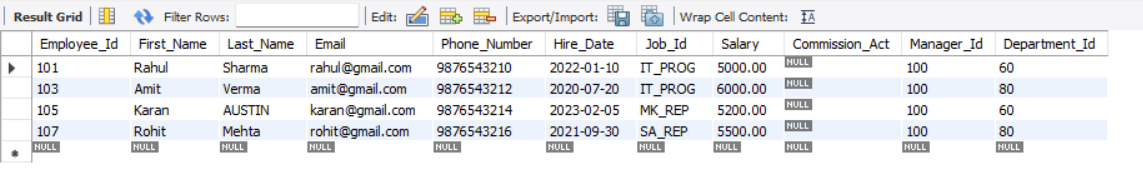 Result Grid Filter Rows: Edit: Export/Import: Wrap Cell Content: IA
Employee_Id First_Name Last_Name Email Phone_Number Hire_Date Job_Id Salary Commission_Act Manager_Id Department_Id
101 Rahul Sharma rahul@gmail.com 9876543210 2022-01-10 IT_PROG 5000.00 NULL 100 60
103 Amit Verma amit@gmail.com 9876543212 2020-07-20 IT_PROG 6000.00 NULL 100 80
105 Karan AUSTIN karan@gmail.com 9876543214 2023-02-05 MK_REP 5200.00 NULL 100 60
107 Rohit Mehta rohit@gmail.com 9876543216 2021-09-30 SA_REP 5500.00 NULL 100 80
NULL NULL NULL NULL NULL NULL NULL NULL NULL NULL NULL